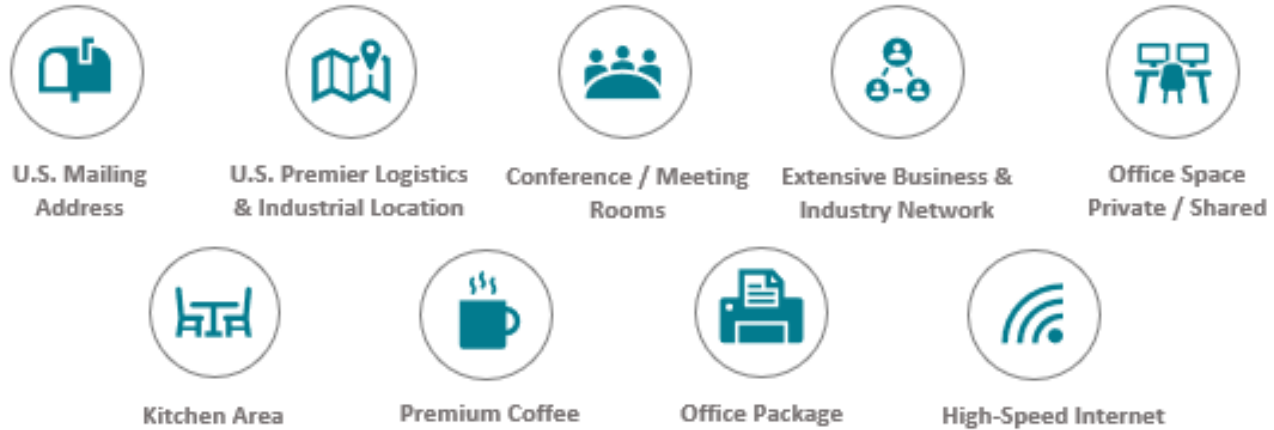 U.S. Mailing
Address
U.S. Premier Logistics
& Industrial Location
Conference / Meeting
Rooms
Extensive Business &
Industry Network
Office Space
Private / Shared
Kitchen Area
Premium Coffee
Office Package
High-Speed Internet